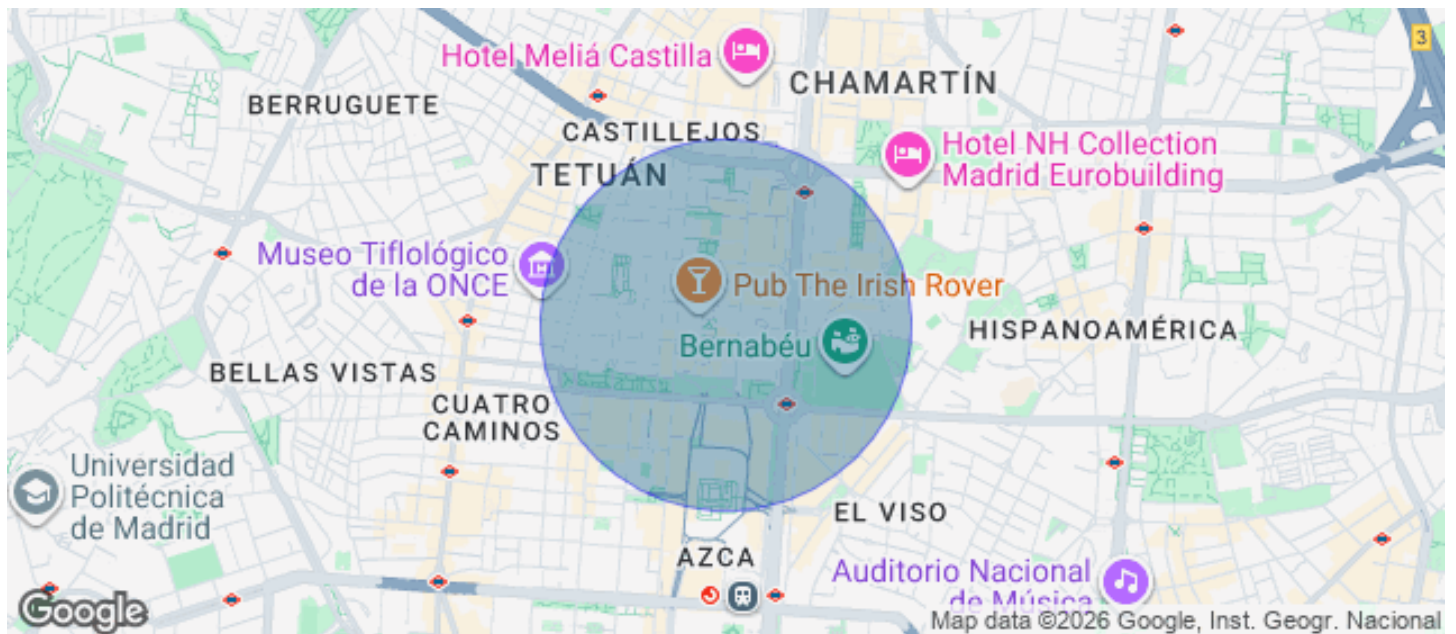 3
Hotel Meliá Castilla
CHAMARTÍN
BERRUGUETE
CASTILLEJOS
Hotel NH Collection
Madrid Eurobuilding
TETUÁN
Museo Tiflológico
de la ONCE
Pub The Irish Rover
Bernabéu
HISPANOAMÉRICA
BELLAS VISTAS
CUATRO
CAMINOS
Universidad
Politécnica
de Madrid
EL VISO
AZCA
Auditorio Nacional
de Música
Google
Map data ©2026 Google, Inst. Geogr. Nacional